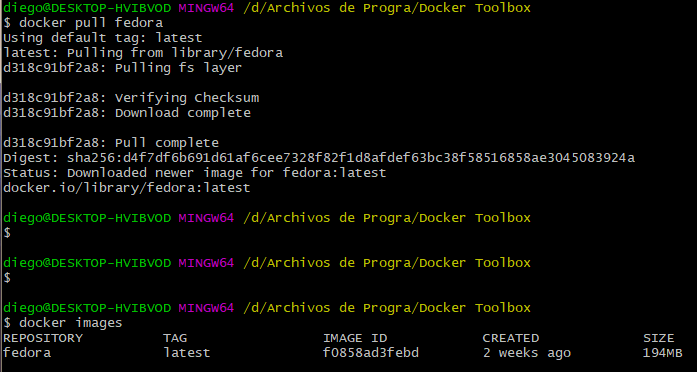 diego@DESKTOP-HVIBVOD MINGW64 /d/Archivos de Progra/Docker Toolbox
$ docker pull fedora
Using default tag: latest
latest: Pulling from library/fedora
d318c91bf2a8: Pulling fs layer
d318c91bf2a8: Verifying Checksum
d318c91bf2a8: Download complete
d318c91bf2a8: Pull complete
Digest: sha256:d4f7df6b691d61af6cee7328f82f1d8afdef63bc38f58516858ae3045083924a
Status: Downloaded newer image for fedora:latest
docker.io/library/fedora:latest
diego@DESKTOP-HVIBVOD MINGW64 /d/Archivos de Progra/Docker Toolbox
$
diego@DESKTOP-HVIBVOD MINGW64 /d/Archivos de Progra/Docker Toolbox
$
diego@DESKTOP-HVIBVOD MINGW64 /d/Archivos de Progra/Docker Toolbox
$ docker images
REPOSITORY TAG IMAGE ID CREATED SIZE
fedora latest f0858ad3febd 2 weeks ago 194MB